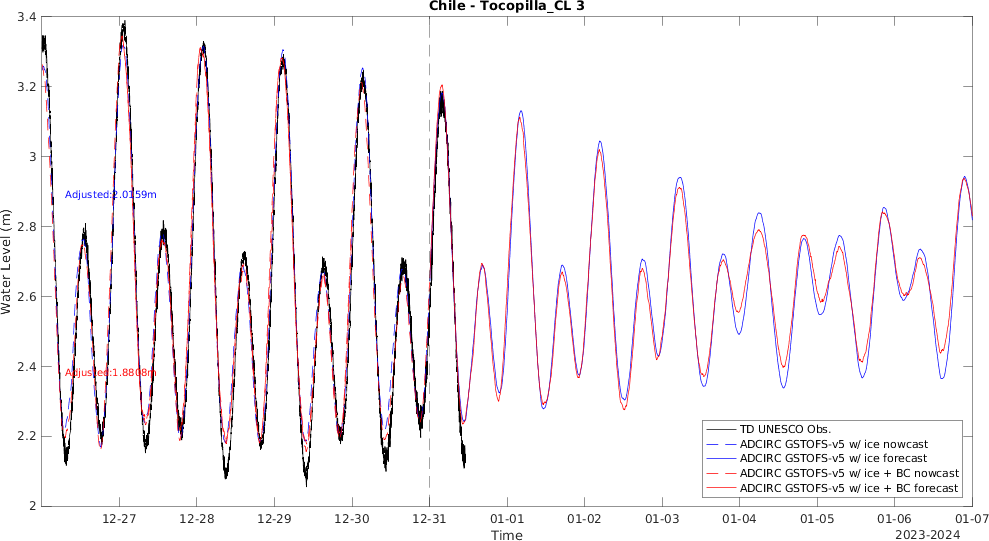 Chile - Tocopilla_CL 3
Water Level (m)
3.4
3.2
3
2.8
2.6
2.4
2.2
2
Adjusted:2.0159m
Adjusted:1.8808m
TD UNESCO Obs.
ADCIRC GSTOFS-v5 w/ ice nowcast
ADCIRC GSTOFS-v5 w/ ice forecast
ADCIRC GSTOFS-v5 w/ ice + BC nowcast
ADCIRC GSTOFS-v5 w/ ice + BC forecast
12-27 12-28 12-29 12-30 12-31 01-01 01-02 01-03 01-04 01-05 01-06 01-07
Time
2023-2024